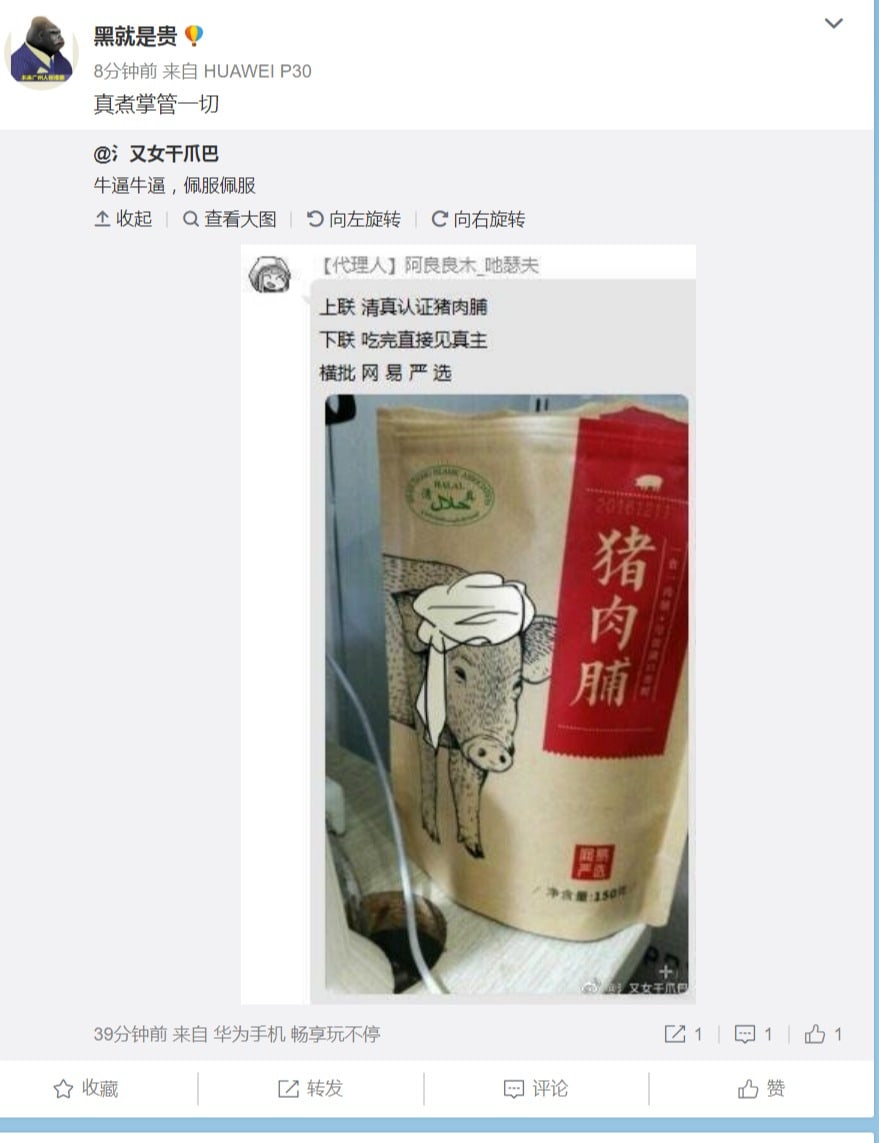 黑就是贵
8分钟前 来自 HUAWEI P30
真煮掌管一切
@氵又女干爪巴
牛逼牛逼，佩服佩服
收起
查看大图
向左旋转
向右旋转
【代理人】阿良良木_吔瑟夫
上联 清真认证猪肉脯
下联 吃完直接见真主
横批 网 易 严 选
HALAL
清 真
حلال
20161211
猪肉脯
网易
严选
净含量:150克
@氵又女干爪巴
39分钟前 来自 华为手机 畅享玩不停
1
1
1
收藏
转发
评论
赞